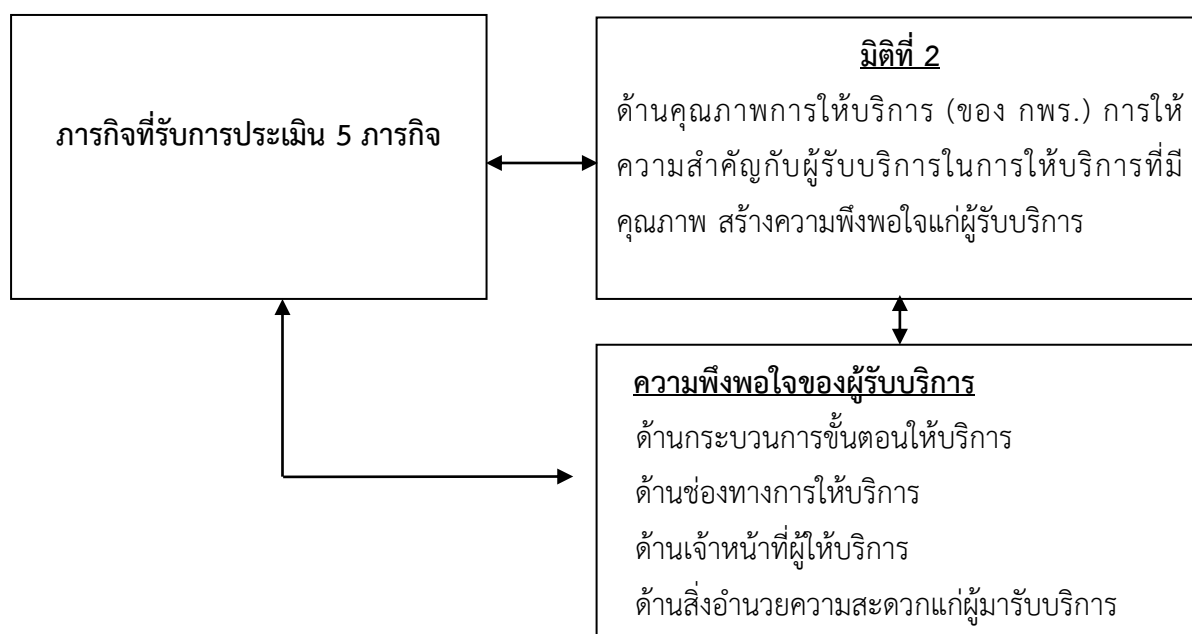 ภารกิจที่รับการประเมิน 5 ภารกิจ
มิติที่ 2
ด้านคุณภาพการให้บริการ (ของ กพร.) การให้
ความสำคัญกับผู้รับบริการในการให้บริการที่มี
คุณภาพ สร้างความพึงพอใจแก่ผู้รับบริการ
ความพึงพอใจของผู้รับบริการ
ด้านกระบวนการขั้นตอนให้บริการ
ด้านช่องทางการให้บริการ
ด้านเจ้าหน้าที่ผู้ให้บริการ
ด้านสิ่งอำนวยความสะดวกแก่ผู้มารับบริการ